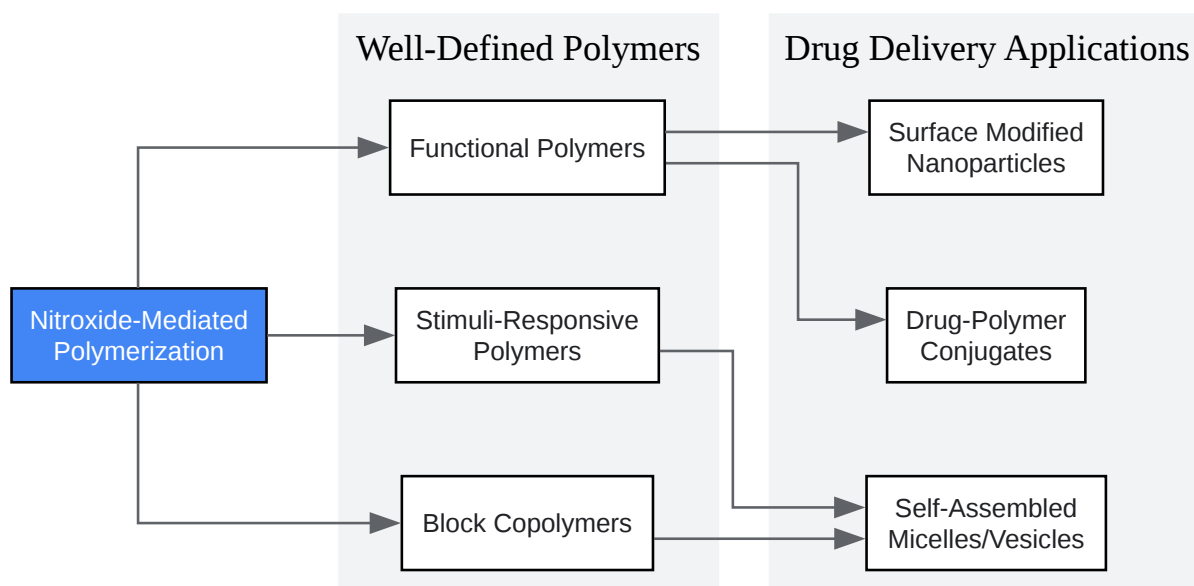 Well-Defined Polymers
Drug Delivery Applications
Functional Polymers
Surface Modified
Nanoparticles
Nitroxide-Mediated
Polymerization
Stimuli-Responsive
Polymers
Drug-Polymer
Conjugates
Block Copolymers
Self-Assembled
Micelles/Vesicles